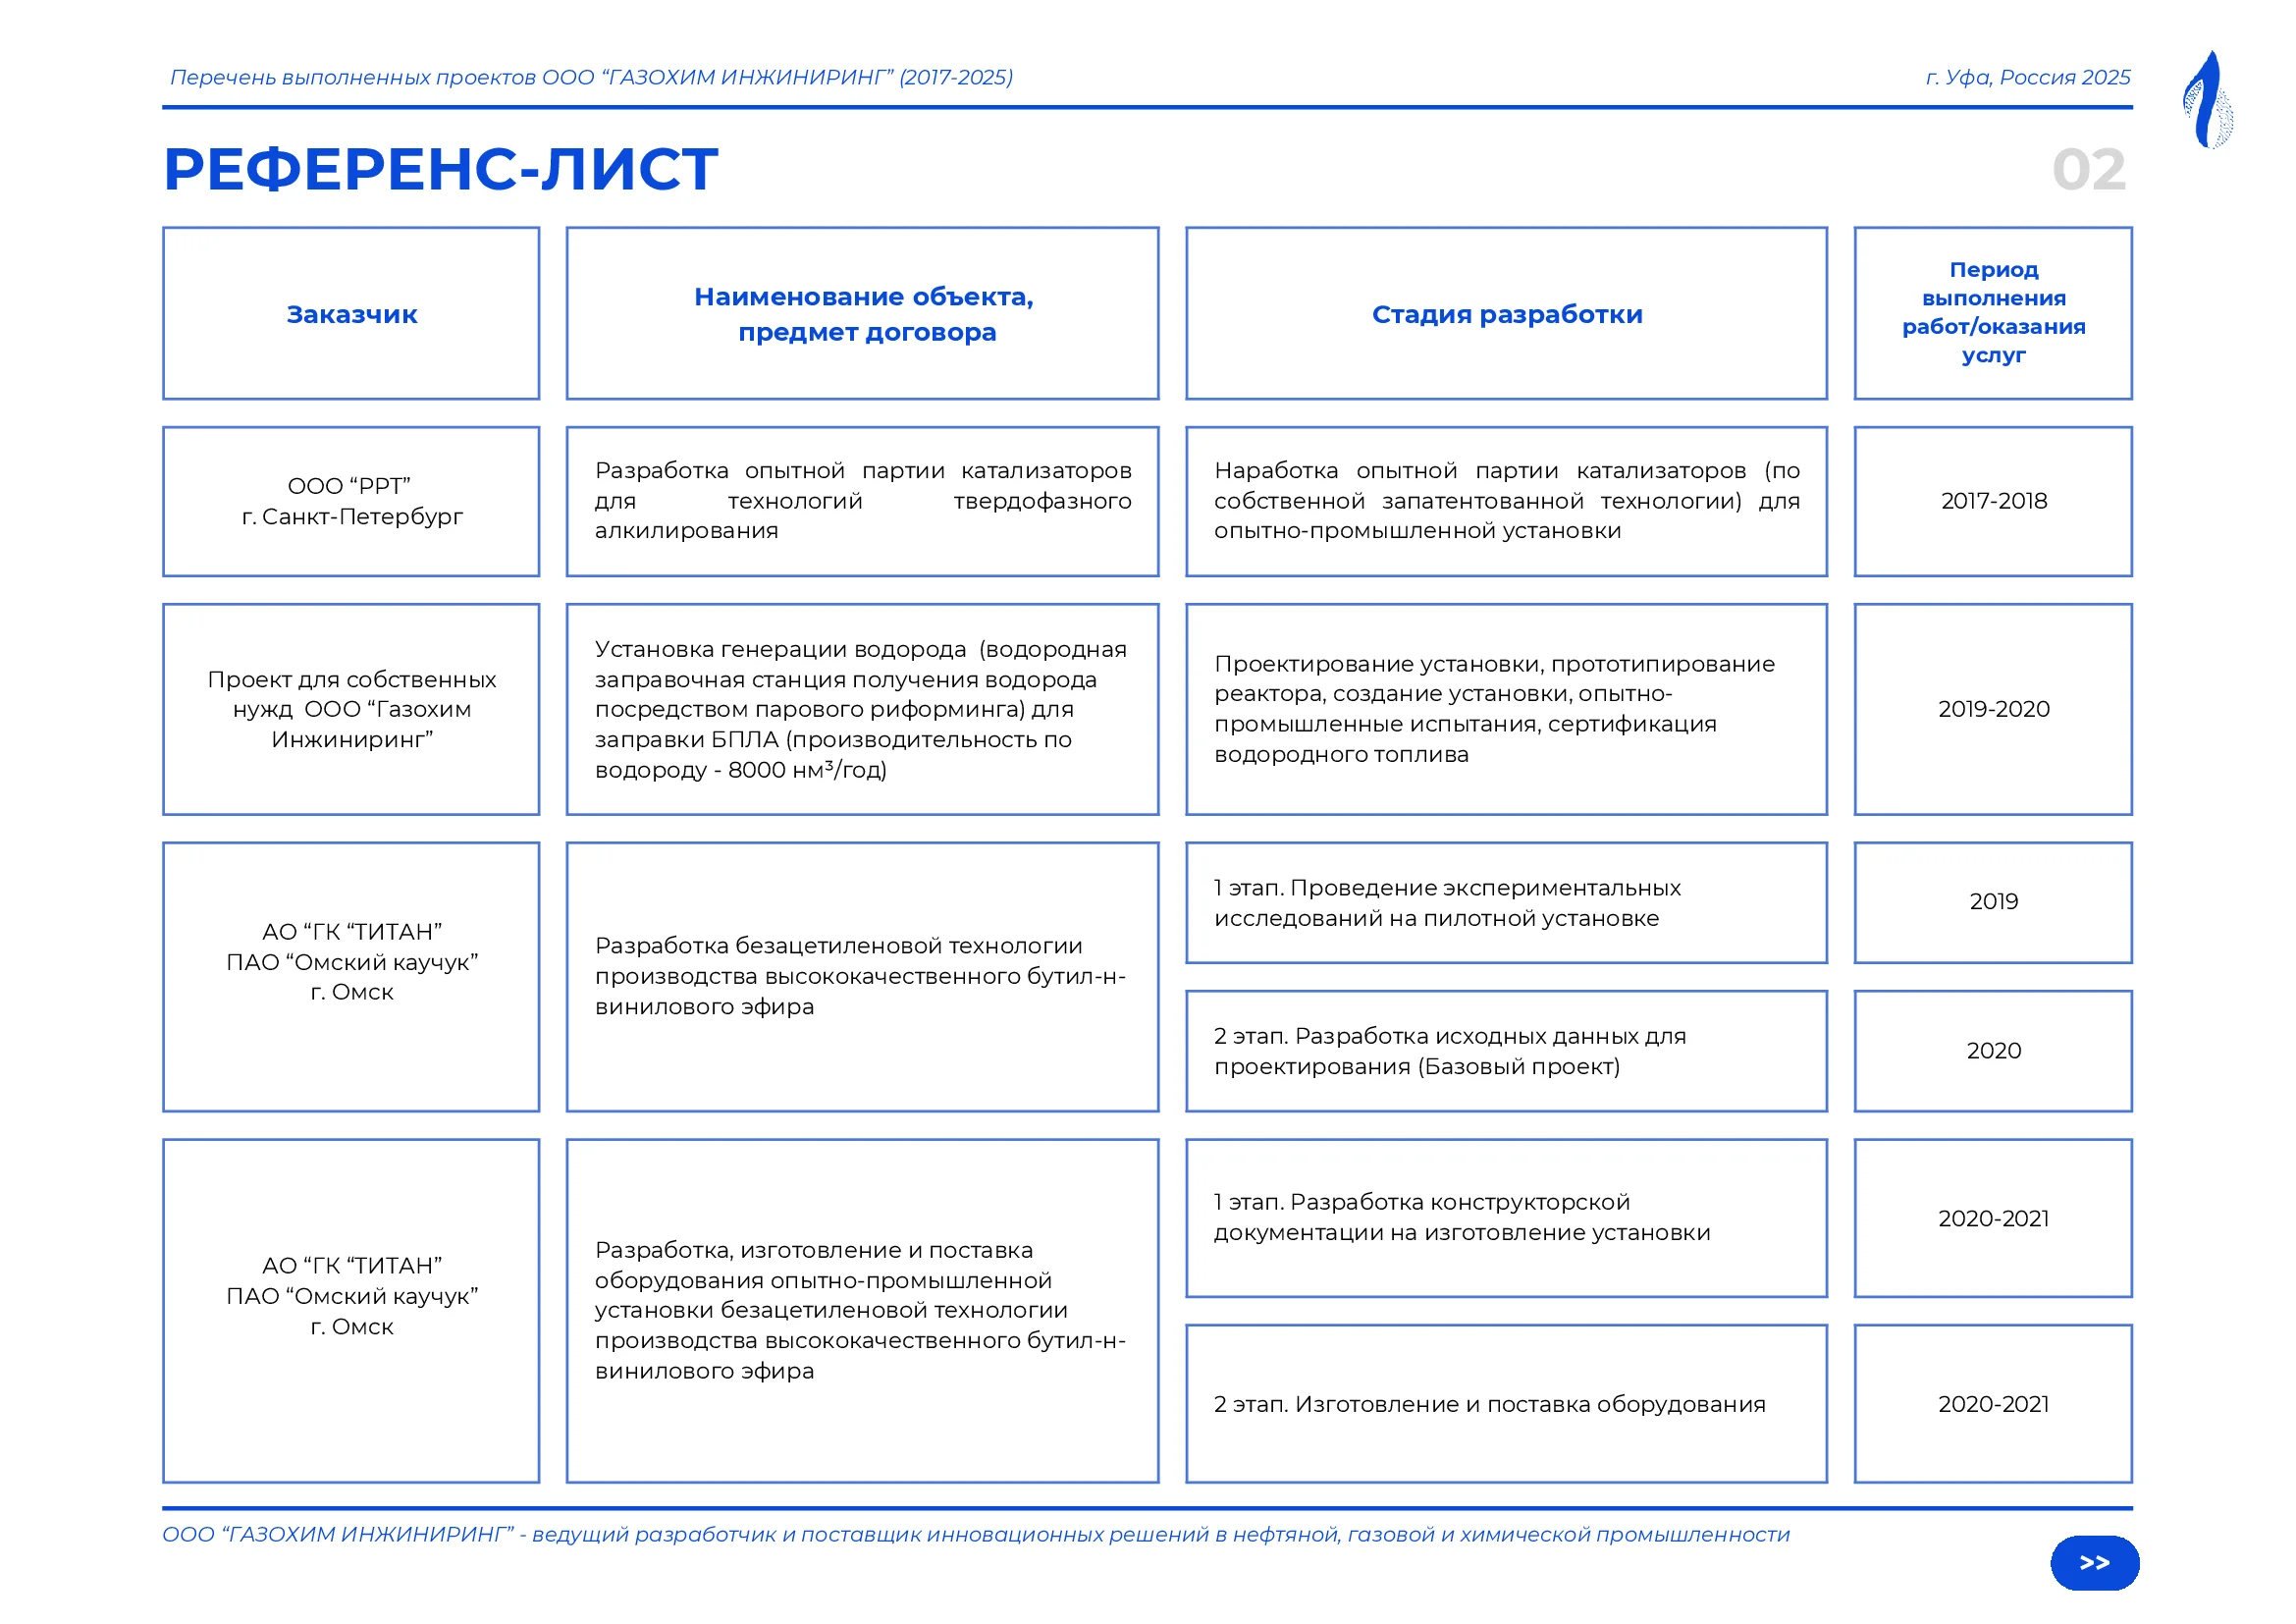 Перечень выполненных проектов ООО “ГАЗОХИМ ИНЖИНИРИНГ” (2017-2025)
г. Уфа, Россия 2025
РЕФЕРЕНС-ЛИСТ
02
Заказчик
Наименование объекта,
предмет договора
Стадия разработки
Период
выполнения
работ/оказания
услуг
ООО “РРТ”
г. Санкт-Петербург
Разработка опытной партии катализаторов
для технологий твердофазного
алкилирования
Наработка опытной партии катализаторов (по
собственной запатентованной технологии) для
опытно-промышленной установки
2017-2018
Проект для собственных
нужд ООО “Газохим
Инжиниринг”
Установка генерации водорода (водородная
заправочная станция получения водорода
посредством парового риформинга) для
заправки БПЛА (производительность по
водороду - 8000 нм³/год)
Проектирование установки, прототипирование
реактора, создание установки, опытно-
промышленные испытания, сертификация
водородного топлива
2019-2020
АО “ГК “ТИТАН”
ПАО “Омский каучук”
г. Омск
Разработка безацетиленовой технологии
производства высококачественного бутил-н-
винилового эфира
1 этап. Проведение экспериментальных
исследований на пилотной установке
2019
2 этап. Разработка исходных данных для
проектирования (Базовый проект)
2020
АО “ГК “ТИТАН”
ПАО “Омский каучук”
г. Омск
Разработка, изготовление и поставка
оборудования опытно-промышленной
установки безацетиленовой технологии
производства высококачественного бутил-н-
винилового эфира
1 этап. Разработка конструкторской
документации на изготовление установки
2020-2021
2 этап. Изготовление и поставка оборудования
2020-2021
ООО “ГАЗОХИМ ИНЖИНИРИНГ” - ведущий разработчик и поставщик инновационных решений в нефтяной, газовой и химической промышленности
>>